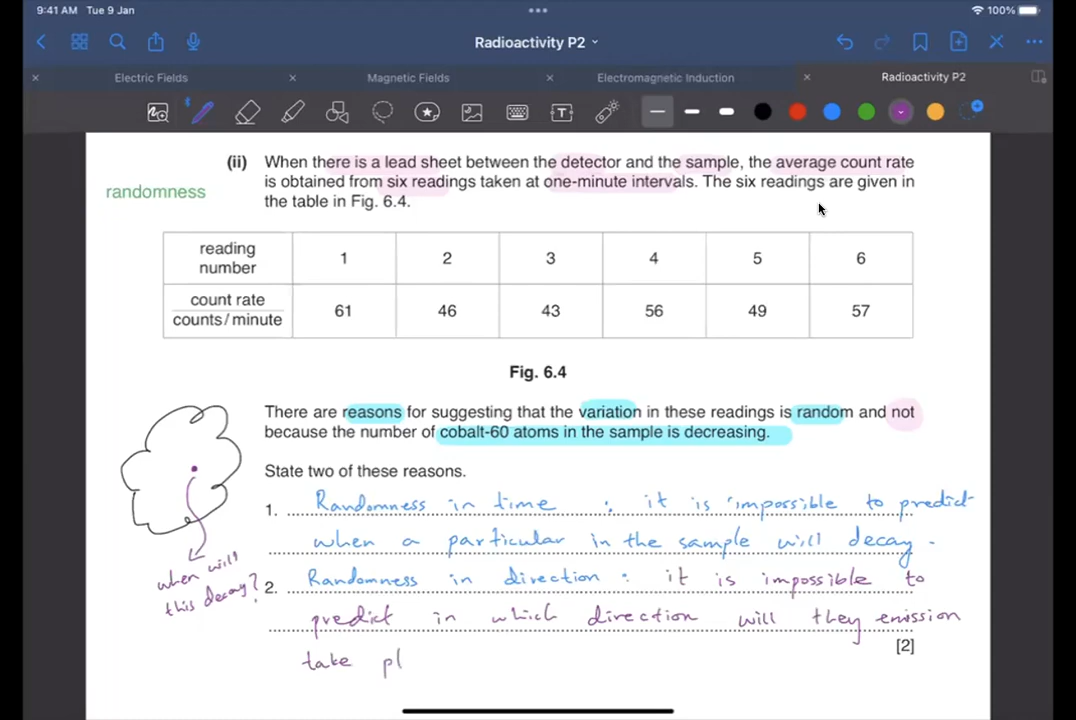 9:41 AM Tue 9 Jan
100%
Radioactivity P2
Electric Fields
Magnetic Fields
Electromagnetic Induction
Radioactivity P2
(ii) When there is a lead sheet between the detector and the sample, the average count rate
is obtained from six readings taken at one-minute intervals. The six readings are given in
the table in Fig. 6.4.
randomness
reading number 1 2 3 4 5 6
count rate counts/minute 61 46 43 56 49 57
Fig. 6.4
There are reasons for suggesting that the variation in these readings is random and not
because the number of cobalt-60 atoms in the sample is decreasing.
State two of these reasons.
1. Randomness in time : it is impossible to predict
when a particular in the sample will decay.
2. Randomness in direction : it is impossible to
predict in which direction will they emission
take pl
[2]
when will
this decay?